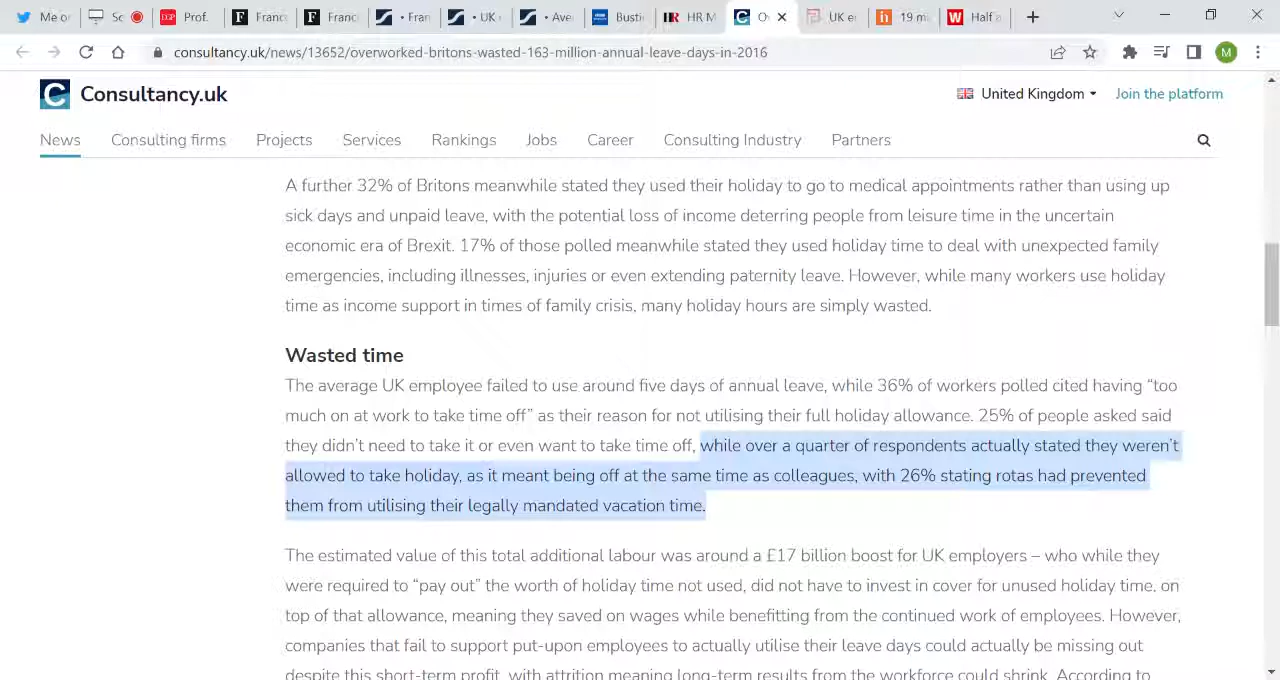 Me o
Sc
Prof.
Franc
Franc
• Fran
• UK
• Ave
Busti
HR M
O
UK e
19 m
Half a
consultancy.uk/news/13652/overworked-britons-wasted-163-million-annual-leave-days-in-2016
M
Consultancy.uk
United Kingdom
Join the platform
News Consulting firms Projects Services Rankings Jobs Career Consulting Industry Partners
A further 32% of Britons meanwhile stated they used their holiday to go to medical appointments rather than using up
sick days and unpaid leave, with the potential loss of income deterring people from leisure time in the uncertain
economic era of Brexit. 17% of those polled meanwhile stated they used holiday time to deal with unexpected family
emergencies, including illnesses, injuries or even extending paternity leave. However, while many workers use holiday
time as income support in times of family crisis, many holiday hours are simply wasted.
Wasted time
The average UK employee failed to use around five days of annual leave, while 36% of workers polled cited having “too
much on at work to take time off” as their reason for not utilising their full holiday allowance. 25% of people asked said
they didn’t need to take it or even want to take time off, while over a quarter of respondents actually stated they weren’t
allowed to take holiday, as it meant being off at the same time as colleagues, with 26% stating rotas had prevented
them from utilising their legally mandated vacation time.
The estimated value of this total additional labour was around a £17 billion boost for UK employers – who while they
were required to “pay out” the worth of holiday time not used, did not have to invest in cover for unused holiday time, on
top of that allowance, meaning they saved on wages while benefitting from the continued work of employees. However,
companies that fail to support put-upon employees to actually utilise their leave days could actually be missing out
despite this short-term profit, with attrition meaning long-term results from the workforce could shrink. According to